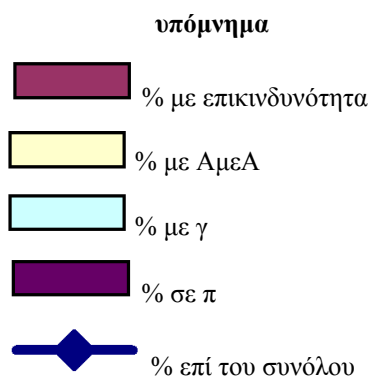 υπόμνημα
% με επικινδυνότητα
% με ΑμεΑ
% με γ
% σε π
% επί του συνόλου